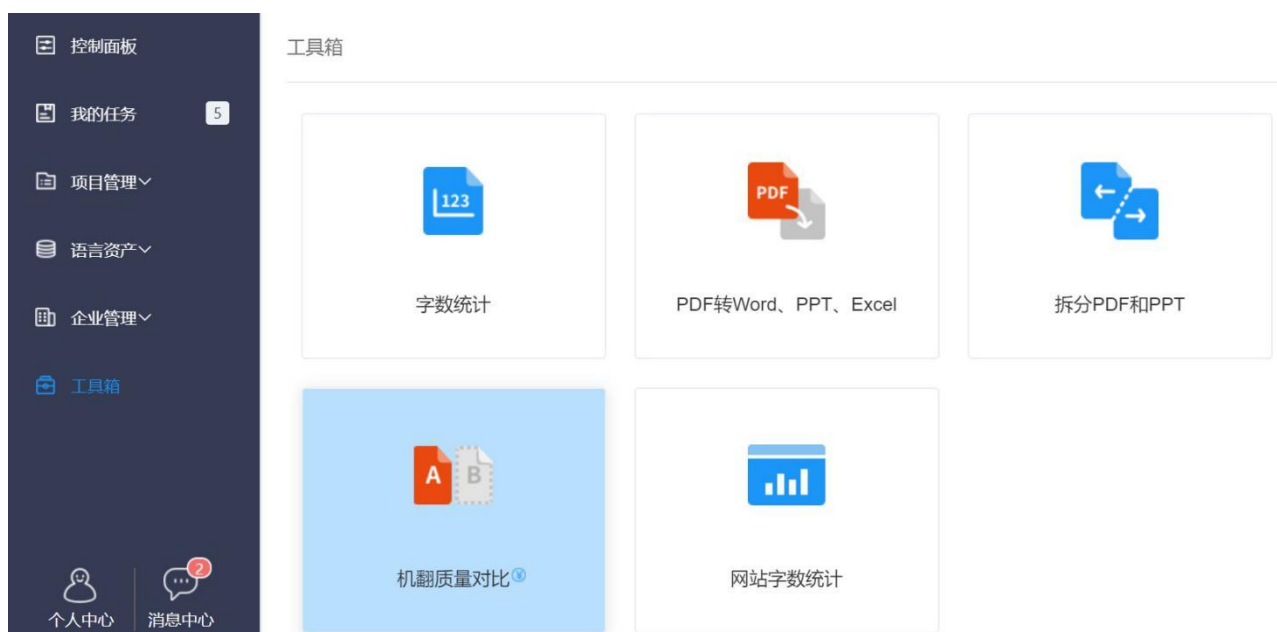 控制面板
我的任务 5
项目管理
语言资产
企业管理
工具箱
个人中心
2
消息中心
工具箱
123
字数统计
PDF
PDF转Word、PPT、Excel
拆分PDF和PPT
A B
机翻质量对比¥
网站字数统计